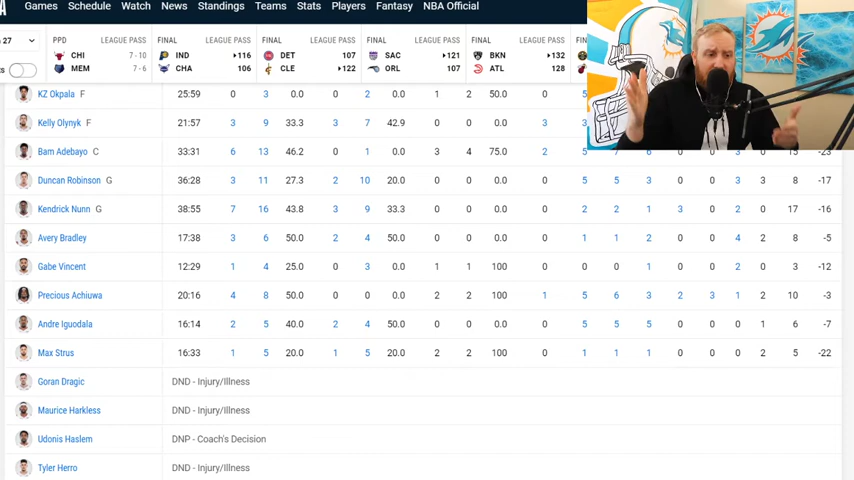 Games Schedule Watch News Standings Teams Stats Players Fantasy NBA Official
27 PPD LEAGUE PASS FINAL LEAGUE PASS FINAL LEAGUE PASS FINAL LEAGUE PASS FINAL LEAGUE PASS
CHI 7 - 10 IND 116 DET 107 SAC 121 BKN 132
MEM 7 - 6 CHA 106 CLE 122 ORL 107 ATL 128
KZ Okpala F 25:59 0 3 0.0 0 2 0.0 1 2 50.0 0
Kelly Olynyk F 21:57 3 9 33.3 3 7 42.9 0 0 0.0 3
Bam Adebayo C 33:31 6 13 46.2 0 1 0.0 3 4 75.0 2 5 7 6 0 0 3 15 -23
Duncan Robinson G 36:28 3 11 27.3 2 10 20.0 0 0 0.0 0 5 5 3 0 0 3 3 8 -17
Kendrick Nunn G 38:55 7 16 43.8 3 9 33.3 0 0 0.0 0 2 2 1 3 0 2 0 17 -16
Avery Bradley 17:38 3 6 50.0 2 4 50.0 0 0 0.0 0 1 1 2 0 0 4 2 8 -5
Gabe Vincent 12:29 1 4 25.0 0 3 0.0 1 1 100 0 0 0 1 0 0 2 0 3 -12
Precious Achiuwa 20:16 4 8 50.0 0 0 0.0 2 2 100 1 5 6 3 2 3 1 2 10 -3
Andre Iguodala 16:14 2 5 40.0 2 4 50.0 0 0 0.0 0 5 5 5 0 0 0 1 6 -7
Max Strus 16:33 1 5 20.0 1 5 20.0 2 2 100 0 1 1 1 0 0 0 2 5 -22
Goran Dragic DND - Injury/Illness
Maurice Harkless DND - Injury/Illness
Udonis Haslem DNP - Coach's Decision
Tyler Herro DND - Injury/Illness